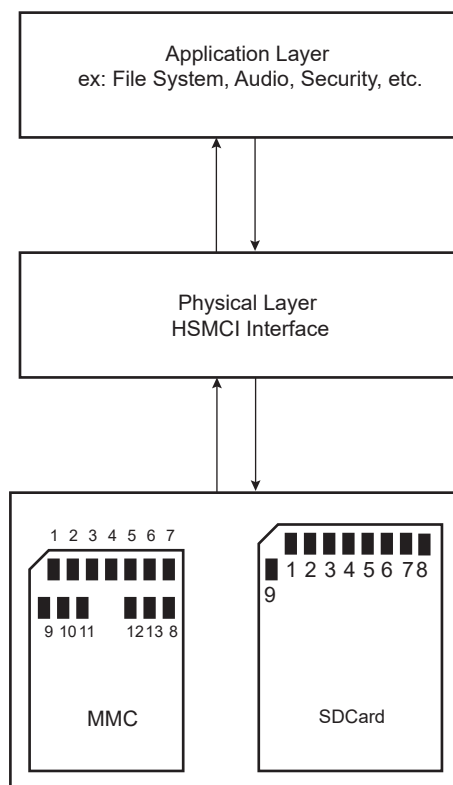 Application Layer
ex: File System, Audio, Security, etc.
Physical Layer
HSMCI Interface
1 2 3 4 5 6 7
9 10 11 12 13 8
MMC
1 2 3 4 5 6 7 8
9
SDCard